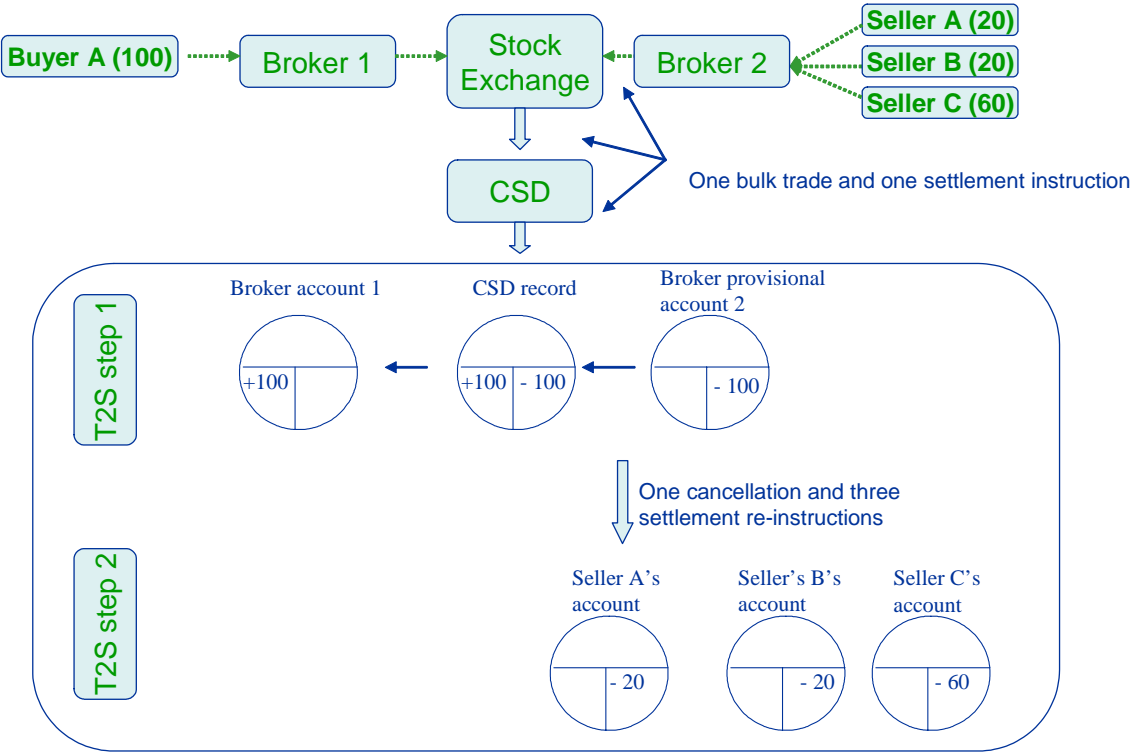 Seller A (20)
Buyer A (100)
Broker 1
Stock
Exchange
Broker 2
Seller B (20)
Seller C (60)
CSD
One bulk trade and one settlement instruction
T2S step 1
Broker account 1
CSD record
Broker provisional
account 2
+100
+100
- 100
- 100
One cancellation and three
settlement re-instructions
T2S step 2
Seller A’s
account
Seller’s B’s
account
Seller C’s
account
- 20
- 20
- 60